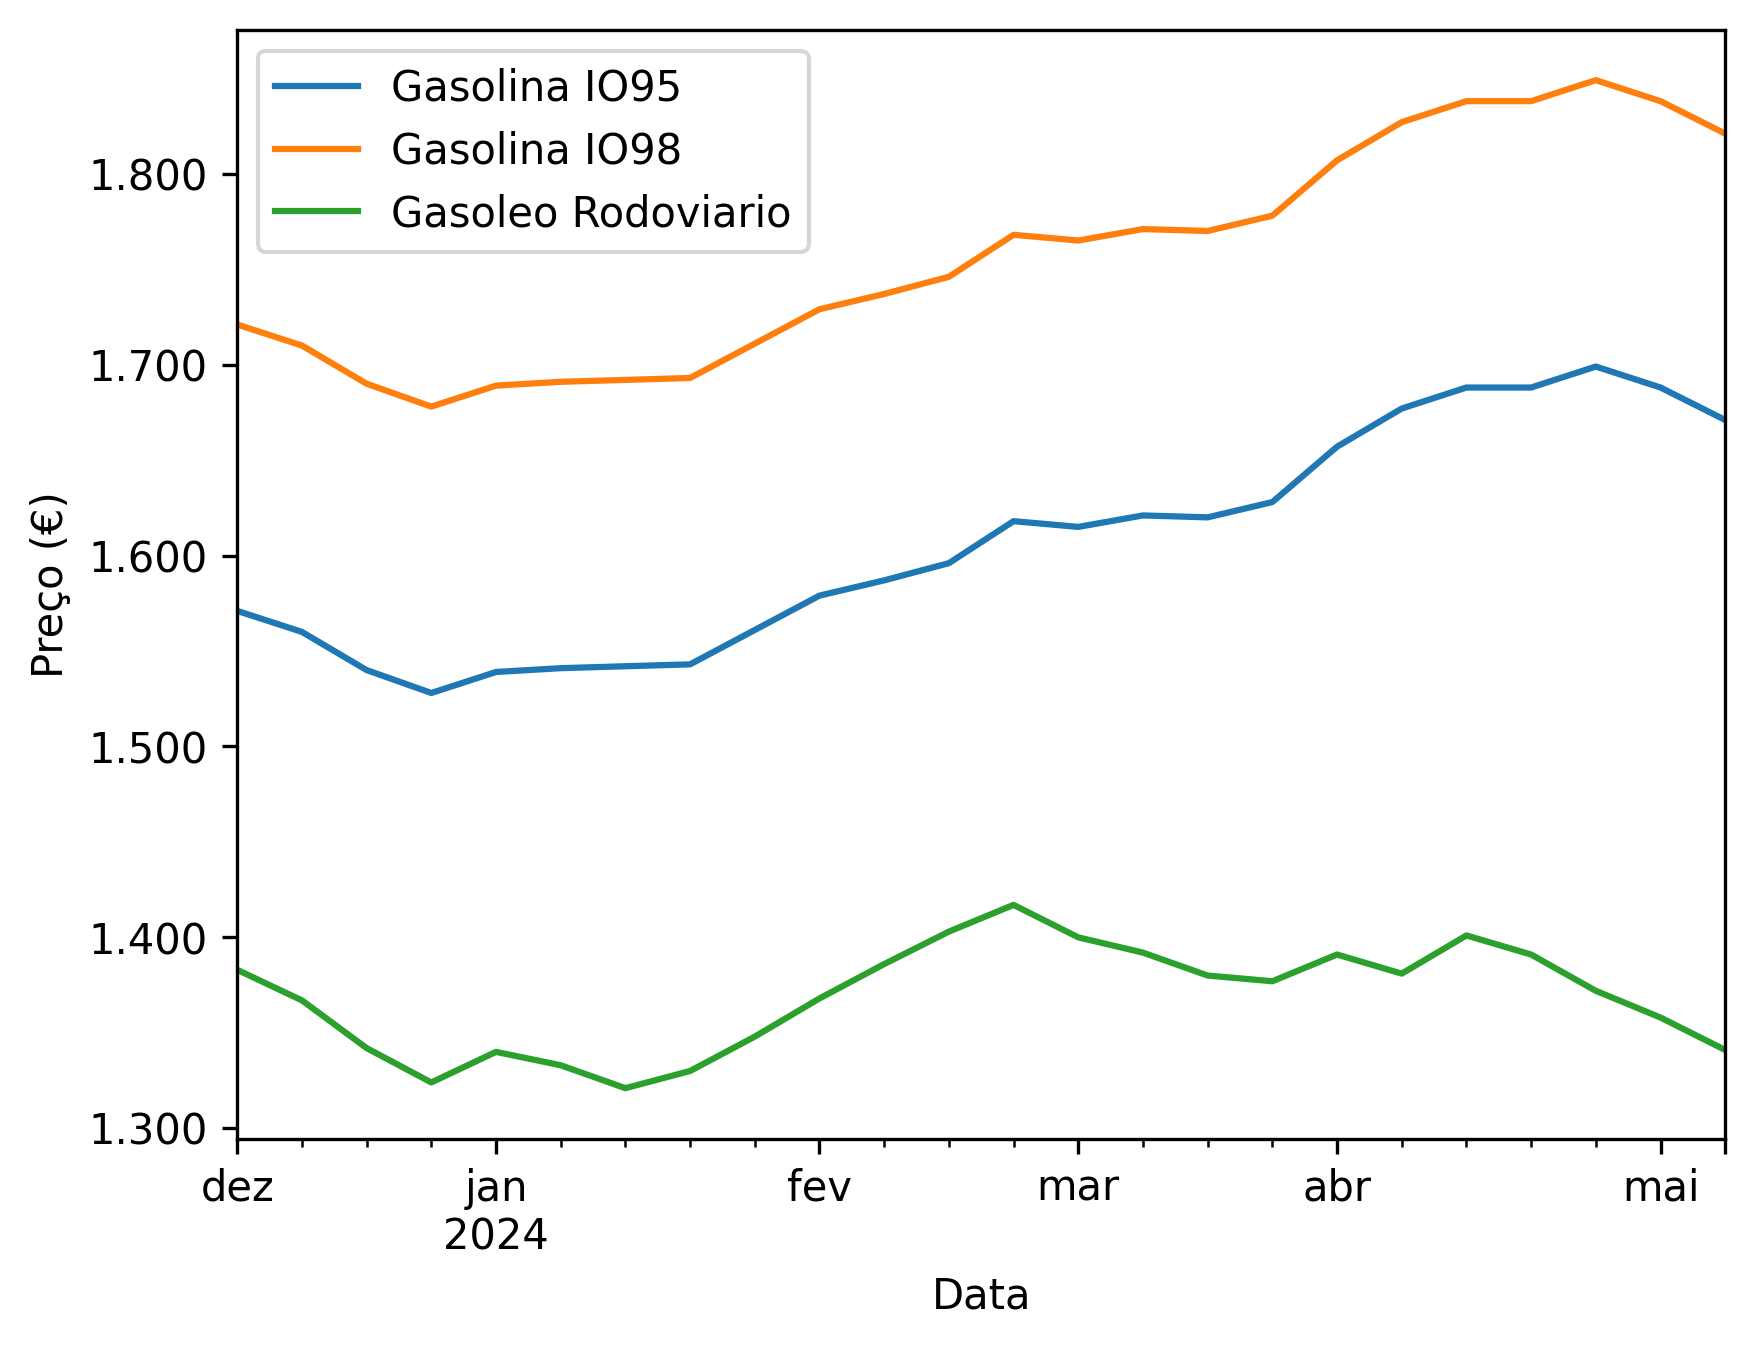 Gasolina IO95
Gasolina IO98
Gasoleo Rodoviario
Preço (€)
1.800
1.700
1.600
1.500
1.400
1.300
dez jan fev mar abr mai
2024
Data